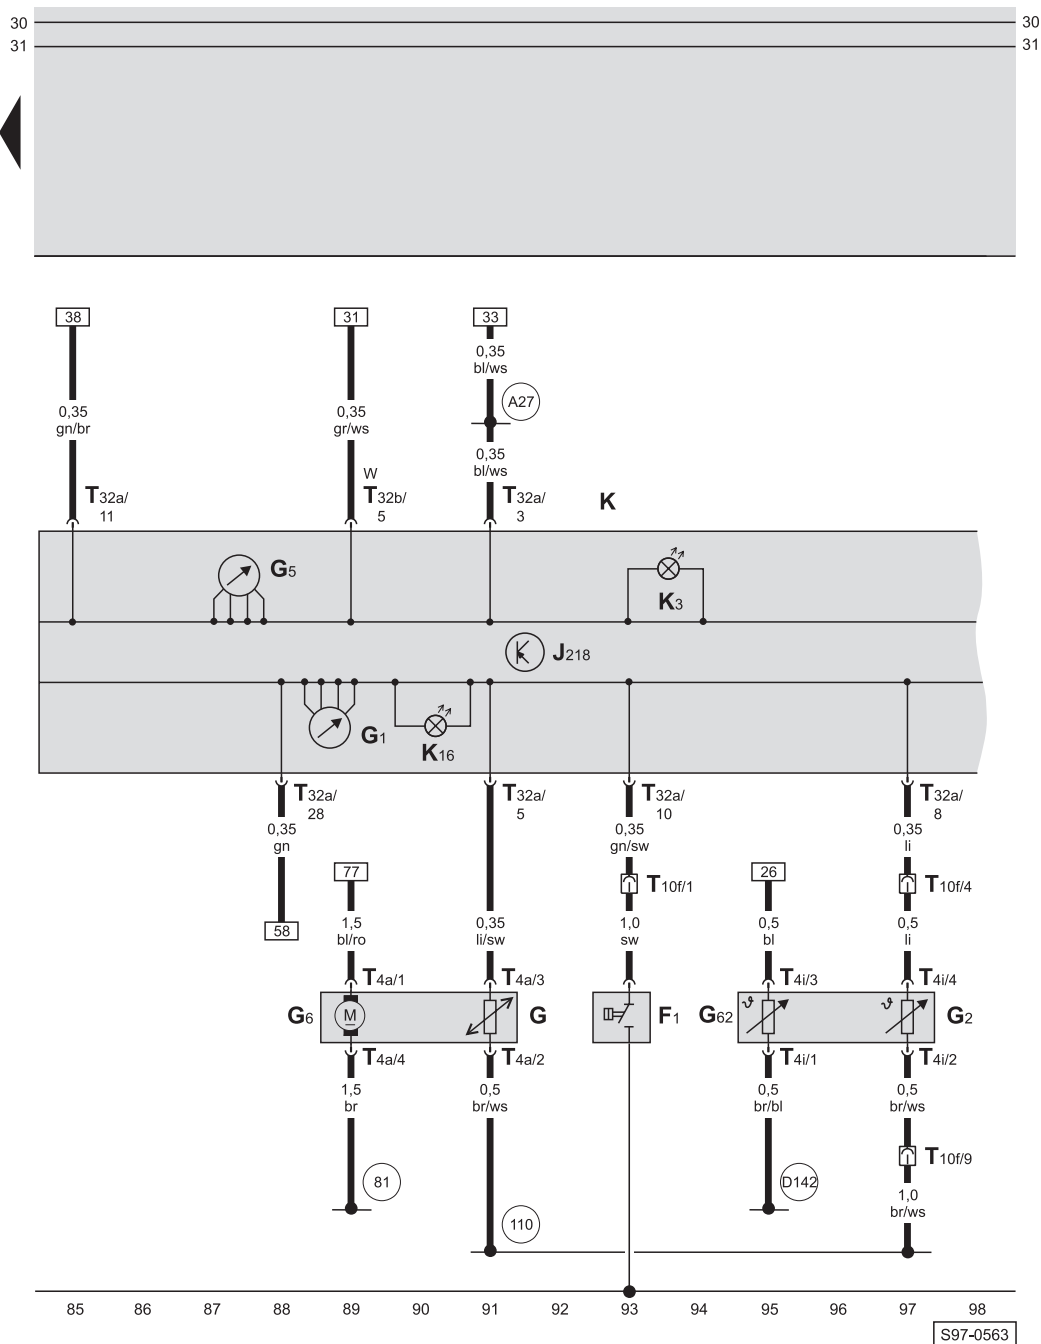 30 30
31 31
38 31 33
0,35
bl/ws
A27
0,35 0,35
gn/br gr/ws
0,35
bl/ws
W
T32a/ T32b/ T32a/ K
11 5 3
G5
K3
J218
G1
K16
T32a/ T32a/ T32a/ T32a/
28 5 10 8
0,35 0,35 0,35
gn gn/sw li
77 26
T10f/1 T10f/4
58
1,5 0,35 1,0 0,5 0,5
bl/ro li/sw sw bl li
T4a/1 T4a/3 T4i/3 T4i/4
G6 M G F1 G62 ϑ ϑ G2
T4a/4 T4a/2 T4i/1 T4i/2
1,5 0,5 0,5 0,5
br br/ws br/bl br/ws
T10f/9
81 D142
1,0
br/ws
110
85 86 87 88 89 90 91 92 93 94 95 96 97 98
S97-0563